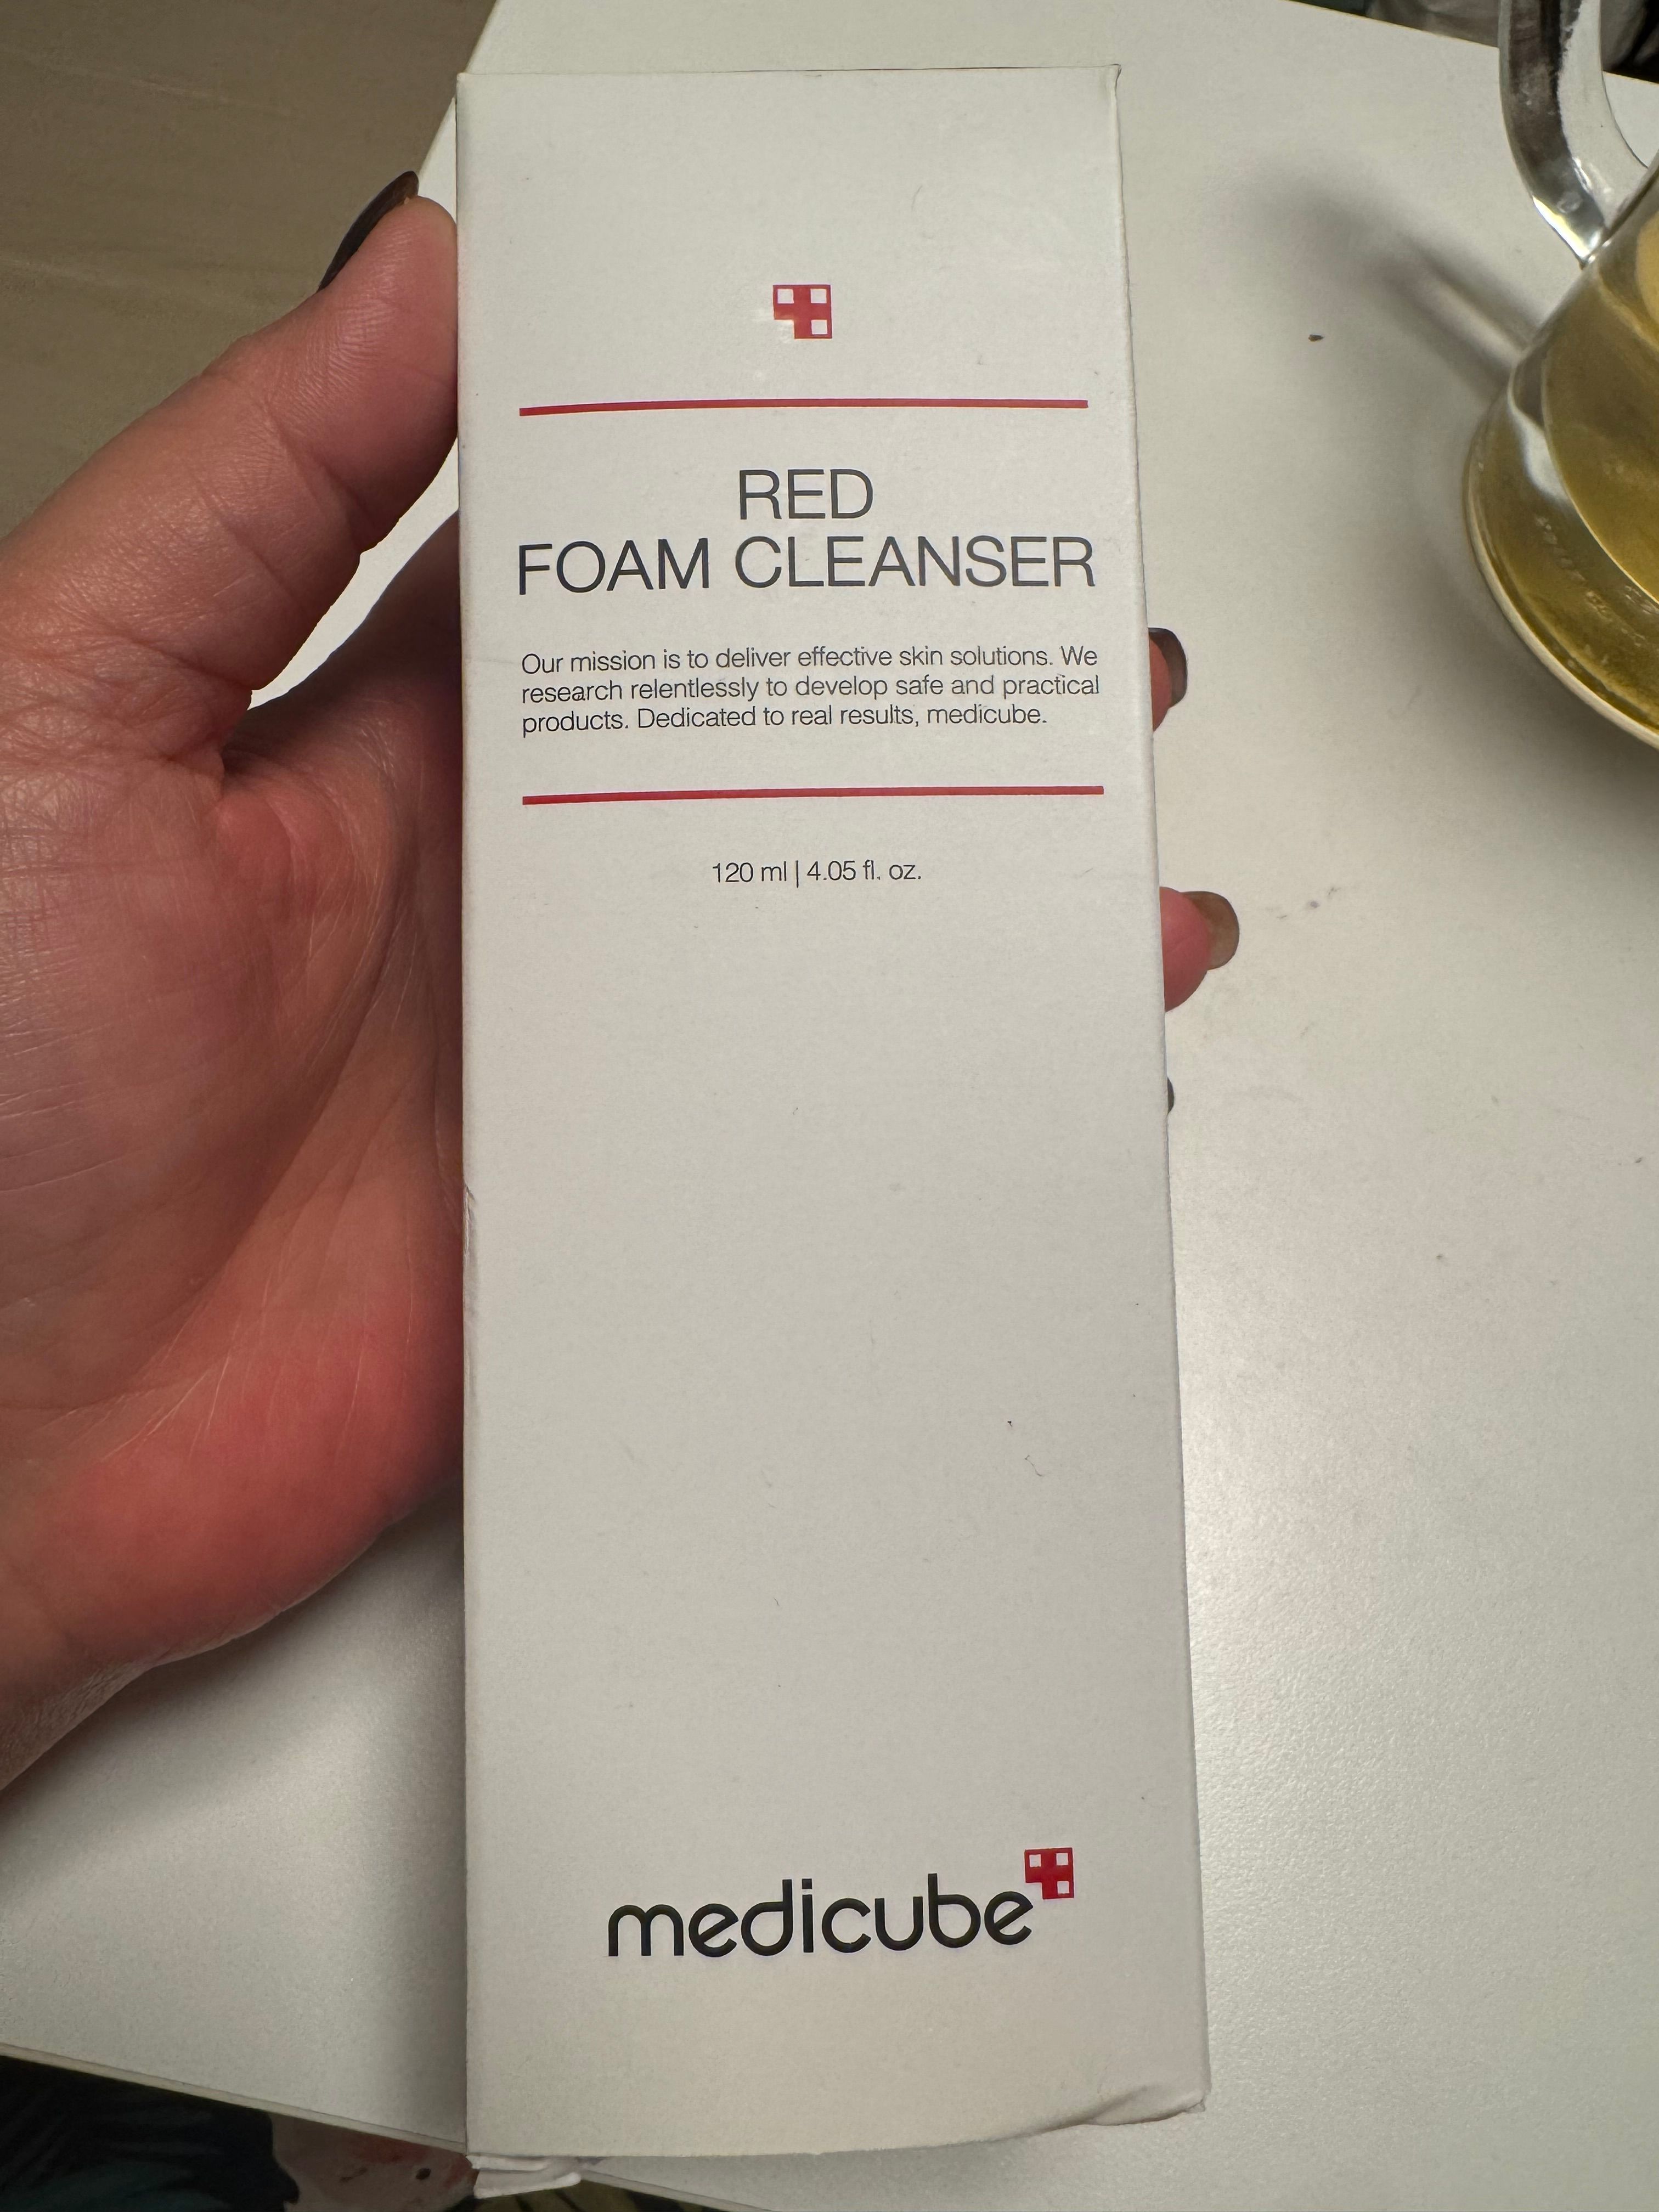 RED
FOAM CLEANSER
Our mission is to deliver effective skin solutions. We
research relentlessly to develop safe and practical
products. Dedicated to real results, medicube.
120 ml | 4.05 fl. oz.
medicube